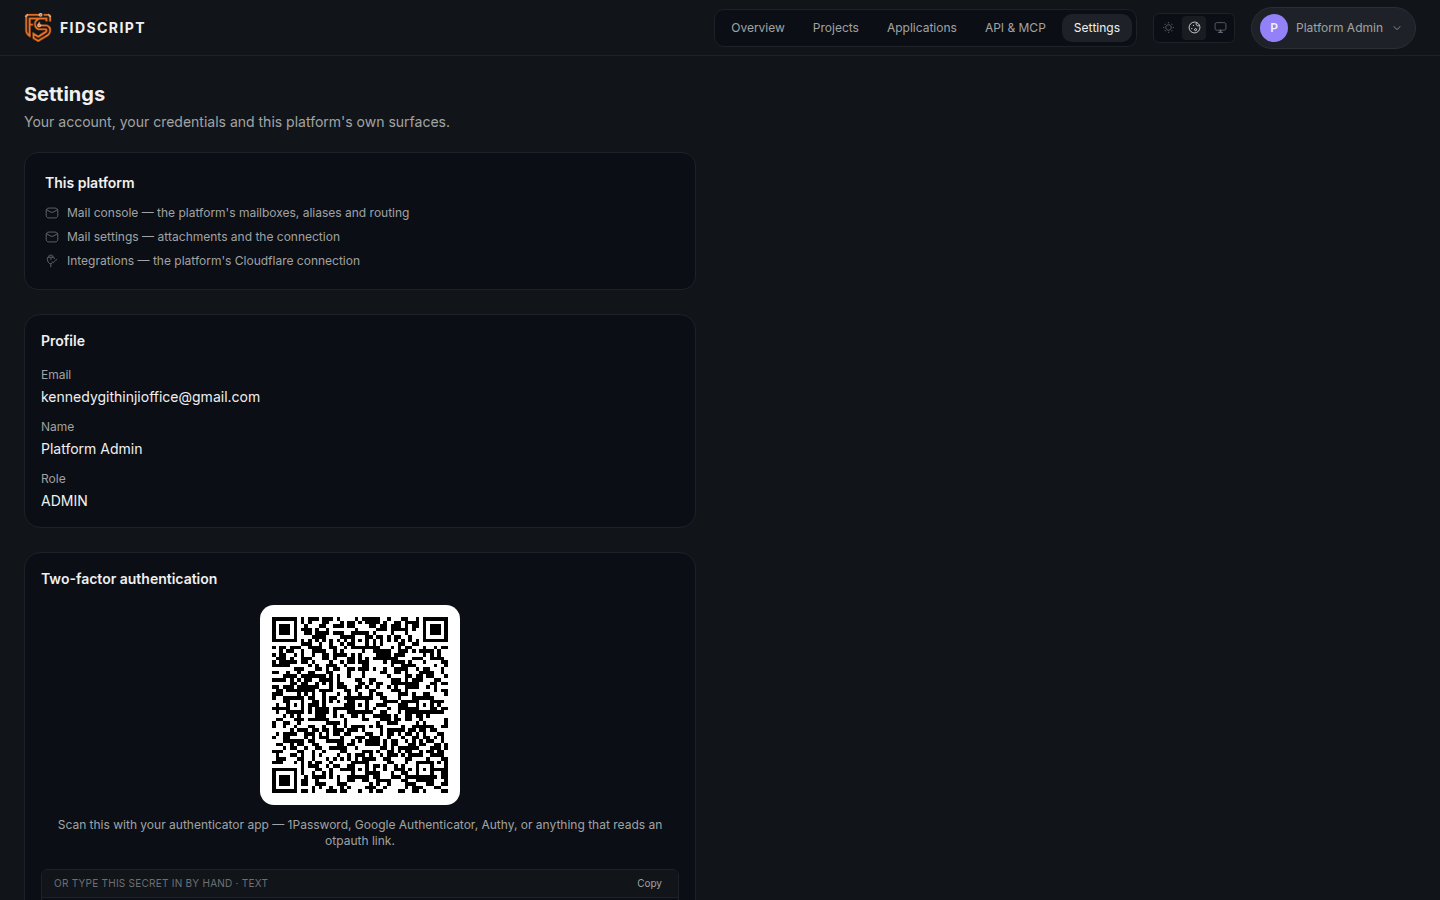 FIDSCRIPT
Overview
Projects
Applications
API & MCP
Settings
P
Platform Admin
Settings
Your account, your credentials and this platform's own surfaces.
This platform
Mail console — the platform's mailboxes, aliases and routing
Mail settings — attachments and the connection
Integrations — the platform's Cloudflare connection
Profile
Email
kennedygithinjioffice@gmail.com
Name
Platform Admin
Role
ADMIN
Two-factor authentication
Scan this with your authenticator app — 1Password, Google Authenticator, Authy, or anything that reads an
otpauth link.
OR TYPE THIS SECRET IN BY HAND · TEXT
Copy